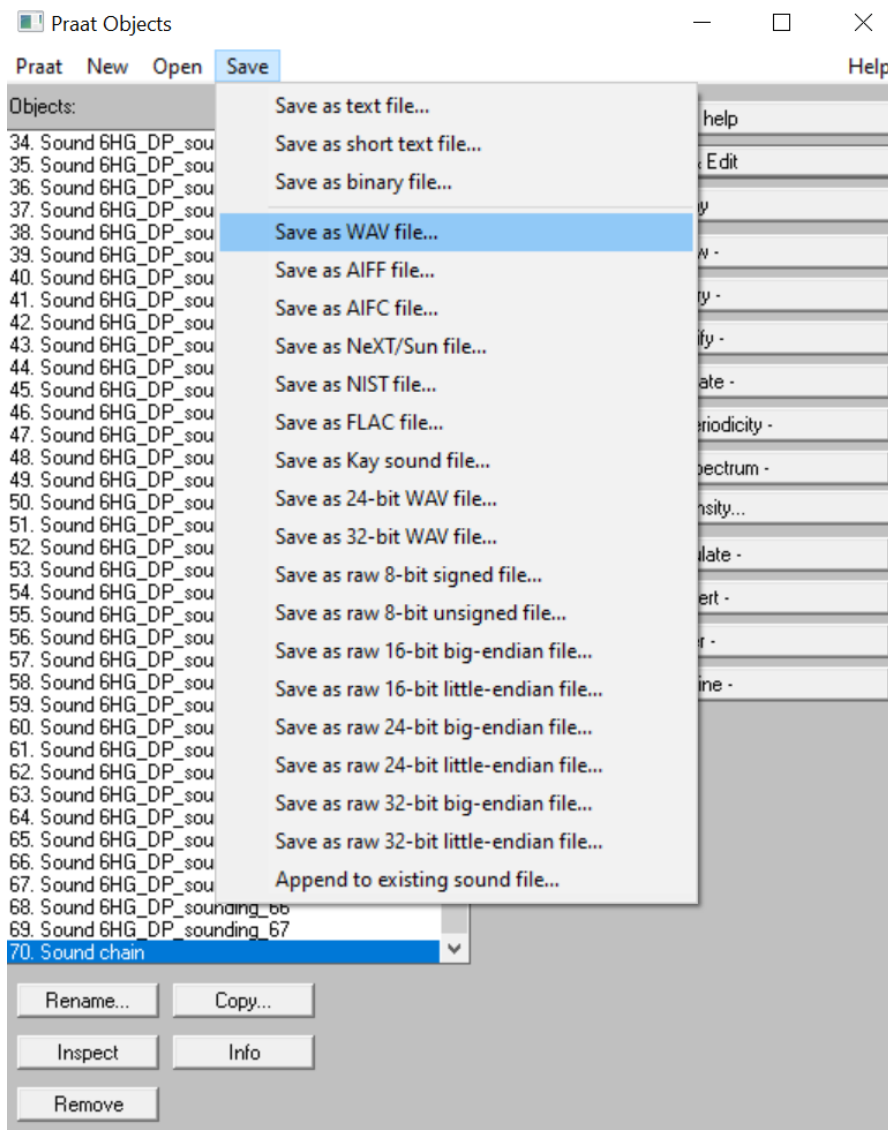 Praat Objects
Praat New Open Save Help
Objects:
34. Sound 6HG_DP_sou
35. Sound 6HG_DP_sou
36. Sound 6HG_DP_sou
37. Sound 6HG_DP_sou
38. Sound 6HG_DP_sou
39. Sound 6HG_DP_sou
40. Sound 6HG_DP_sou
41. Sound 6HG_DP_sou
42. Sound 6HG_DP_sou
43. Sound 6HG_DP_sou
44. Sound 6HG_DP_sou
45. Sound 6HG_DP_sou
46. Sound 6HG_DP_sou
47. Sound 6HG_DP_sou
48. Sound 6HG_DP_sou
49. Sound 6HG_DP_sou
50. Sound 6HG_DP_sou
51. Sound 6HG_DP_sou
52. Sound 6HG_DP_sou
53. Sound 6HG_DP_sou
54. Sound 6HG_DP_sou
55. Sound 6HG_DP_sou
56. Sound 6HG_DP_sou
57. Sound 6HG_DP_sou
58. Sound 6HG_DP_sou
59. Sound 6HG_DP_sou
60. Sound 6HG_DP_sou
61. Sound 6HG_DP_sou
62. Sound 6HG_DP_sou
63. Sound 6HG_DP_sou
64. Sound 6HG_DP_sou
65. Sound 6HG_DP_sou
66. Sound 6HG_DP_sou
67. Sound 6HG_DP_sou
68. Sound 6HG_DP_sounding_66
69. Sound 6HG_DP_sounding_67
70. Sound chain
Save as text file...
Save as short text file...
Save as binary file...
Save as WAV file...
Save as AIFF file...
Save as AIFC file...
Save as NeXT/Sun file...
Save as NIST file...
Save as FLAC file...
Save as Kay sound file...
Save as 24-bit WAV file...
Save as 32-bit WAV file...
Save as raw 8-bit signed file...
Save as raw 8-bit unsigned file...
Save as raw 16-bit big-endian file...
Save as raw 16-bit little-endian file...
Save as raw 24-bit big-endian file...
Save as raw 24-bit little-endian file...
Save as raw 32-bit big-endian file...
Save as raw 32-bit little-endian file...
Append to existing sound file...
help
Edit
y
w -
ry -
ify -
ate -
riodicity -
pectrum -
nsity...
ulate -
ert -
r -
ine -
Rename... Copy...
Inspect Info
Remove